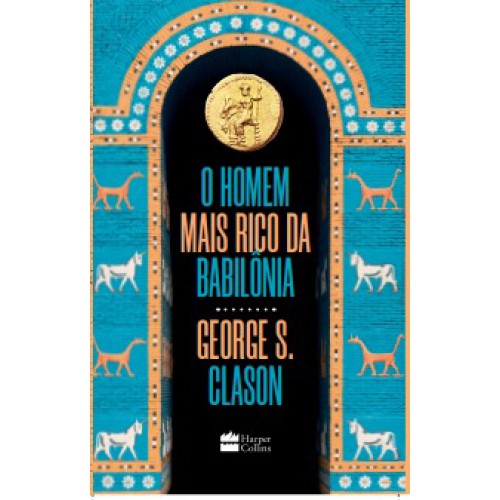 O HOMEM
MAIS RICO DA
BABILÔNIA
GEORGE S.
CLASON
Harper
Collins